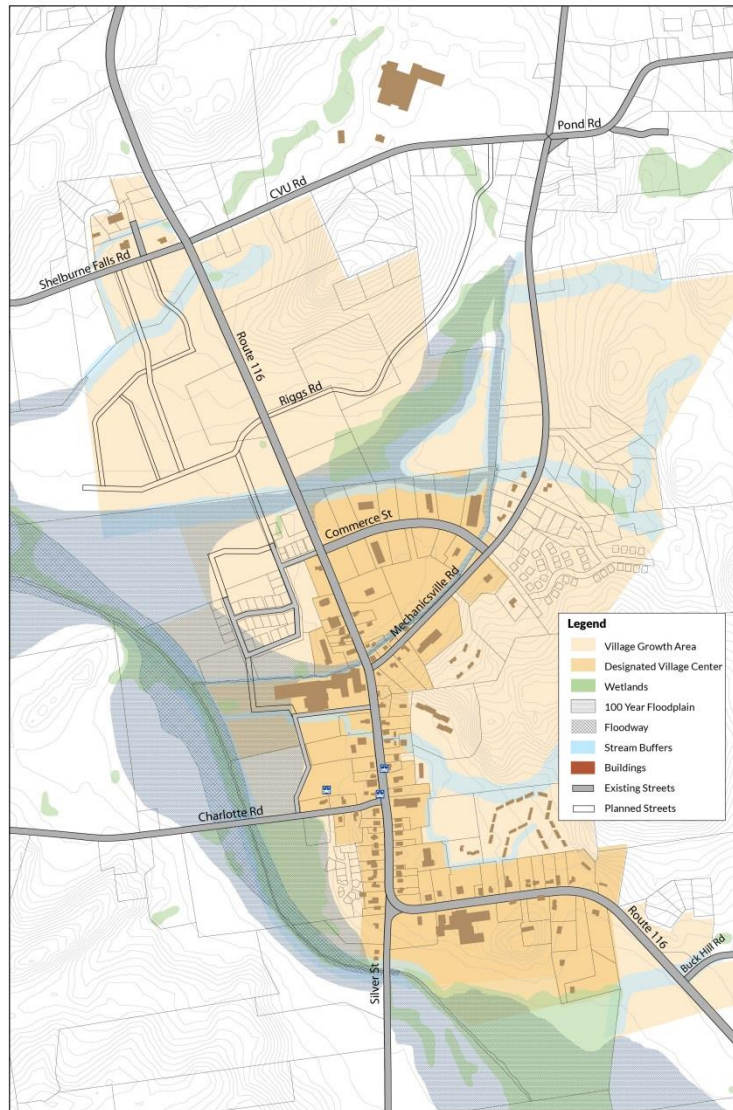 Pond Rd
CVU Rd
Shelburne Falls Rd
Route 116
Riggs Rd
Commerce St
Mechanicsville Rd
Legend
Village Growth Area
Designated Village Center
Wetlands
100 Year Floodplain
Floodway
Stream Buffers
Buildings
Existing Streets
Planned Streets
Charlotte Rd
Route 116
Buck Hill Rd
Silver St